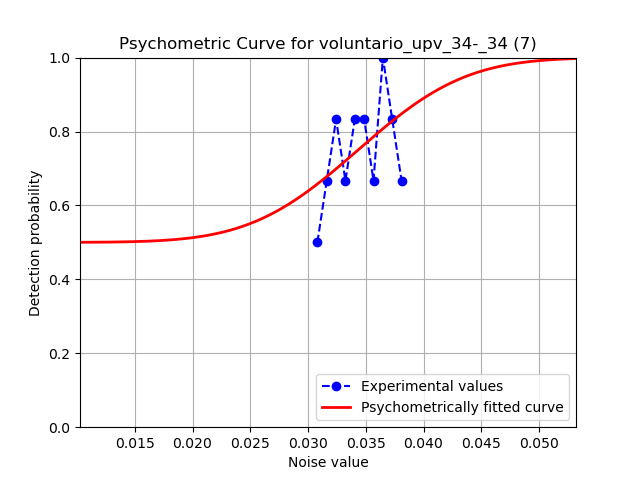 Psychometric Curve for voluntario_upv_34-_34 (7)
1.0
0.8
0.6
0.4
0.2
0.0
Detection probability
0.015 0.020 0.025 0.030 0.035 0.040 0.045 0.050
Noise value
Experimental values
Psychometrically fitted curve